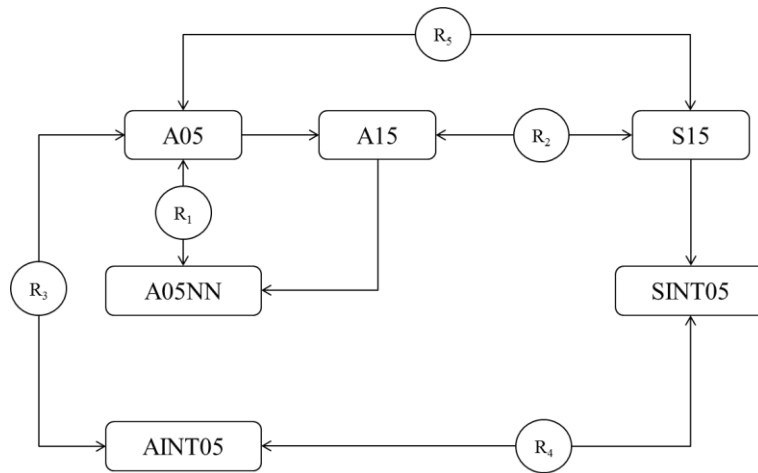 R₅
A05
A15
R₂
S15
R₁
R₃
A05NN
SINT05
AINT05
R₄